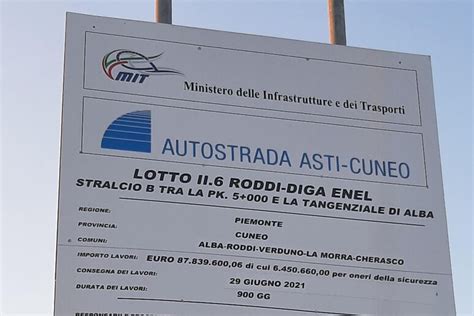 MIT
Ministero delle Infrastrutture e dei Trasporti
AUTOSTRADA ASTI-CUNEO
LOTTO II.6 RODDI-DIGA ENEL
STRALCIO B TRA LA PK. 5+000 E LA TANGENZIALE DI ALBA
REGIONE: PIEMONTE
PROVINCIA: CUNEO
COMUNI: ALBA-RODDI-VERDUNO-LA MORRA-CHERASCO
IMPORTO LAVORI: EURO 87.839.600,06 di cui 6.450.660,00 per oneri della sicurezza
CONSEGNA DEI LAVORI: 29 GIUGNO 2021
DURATA DEI LAVORI: 900 GG